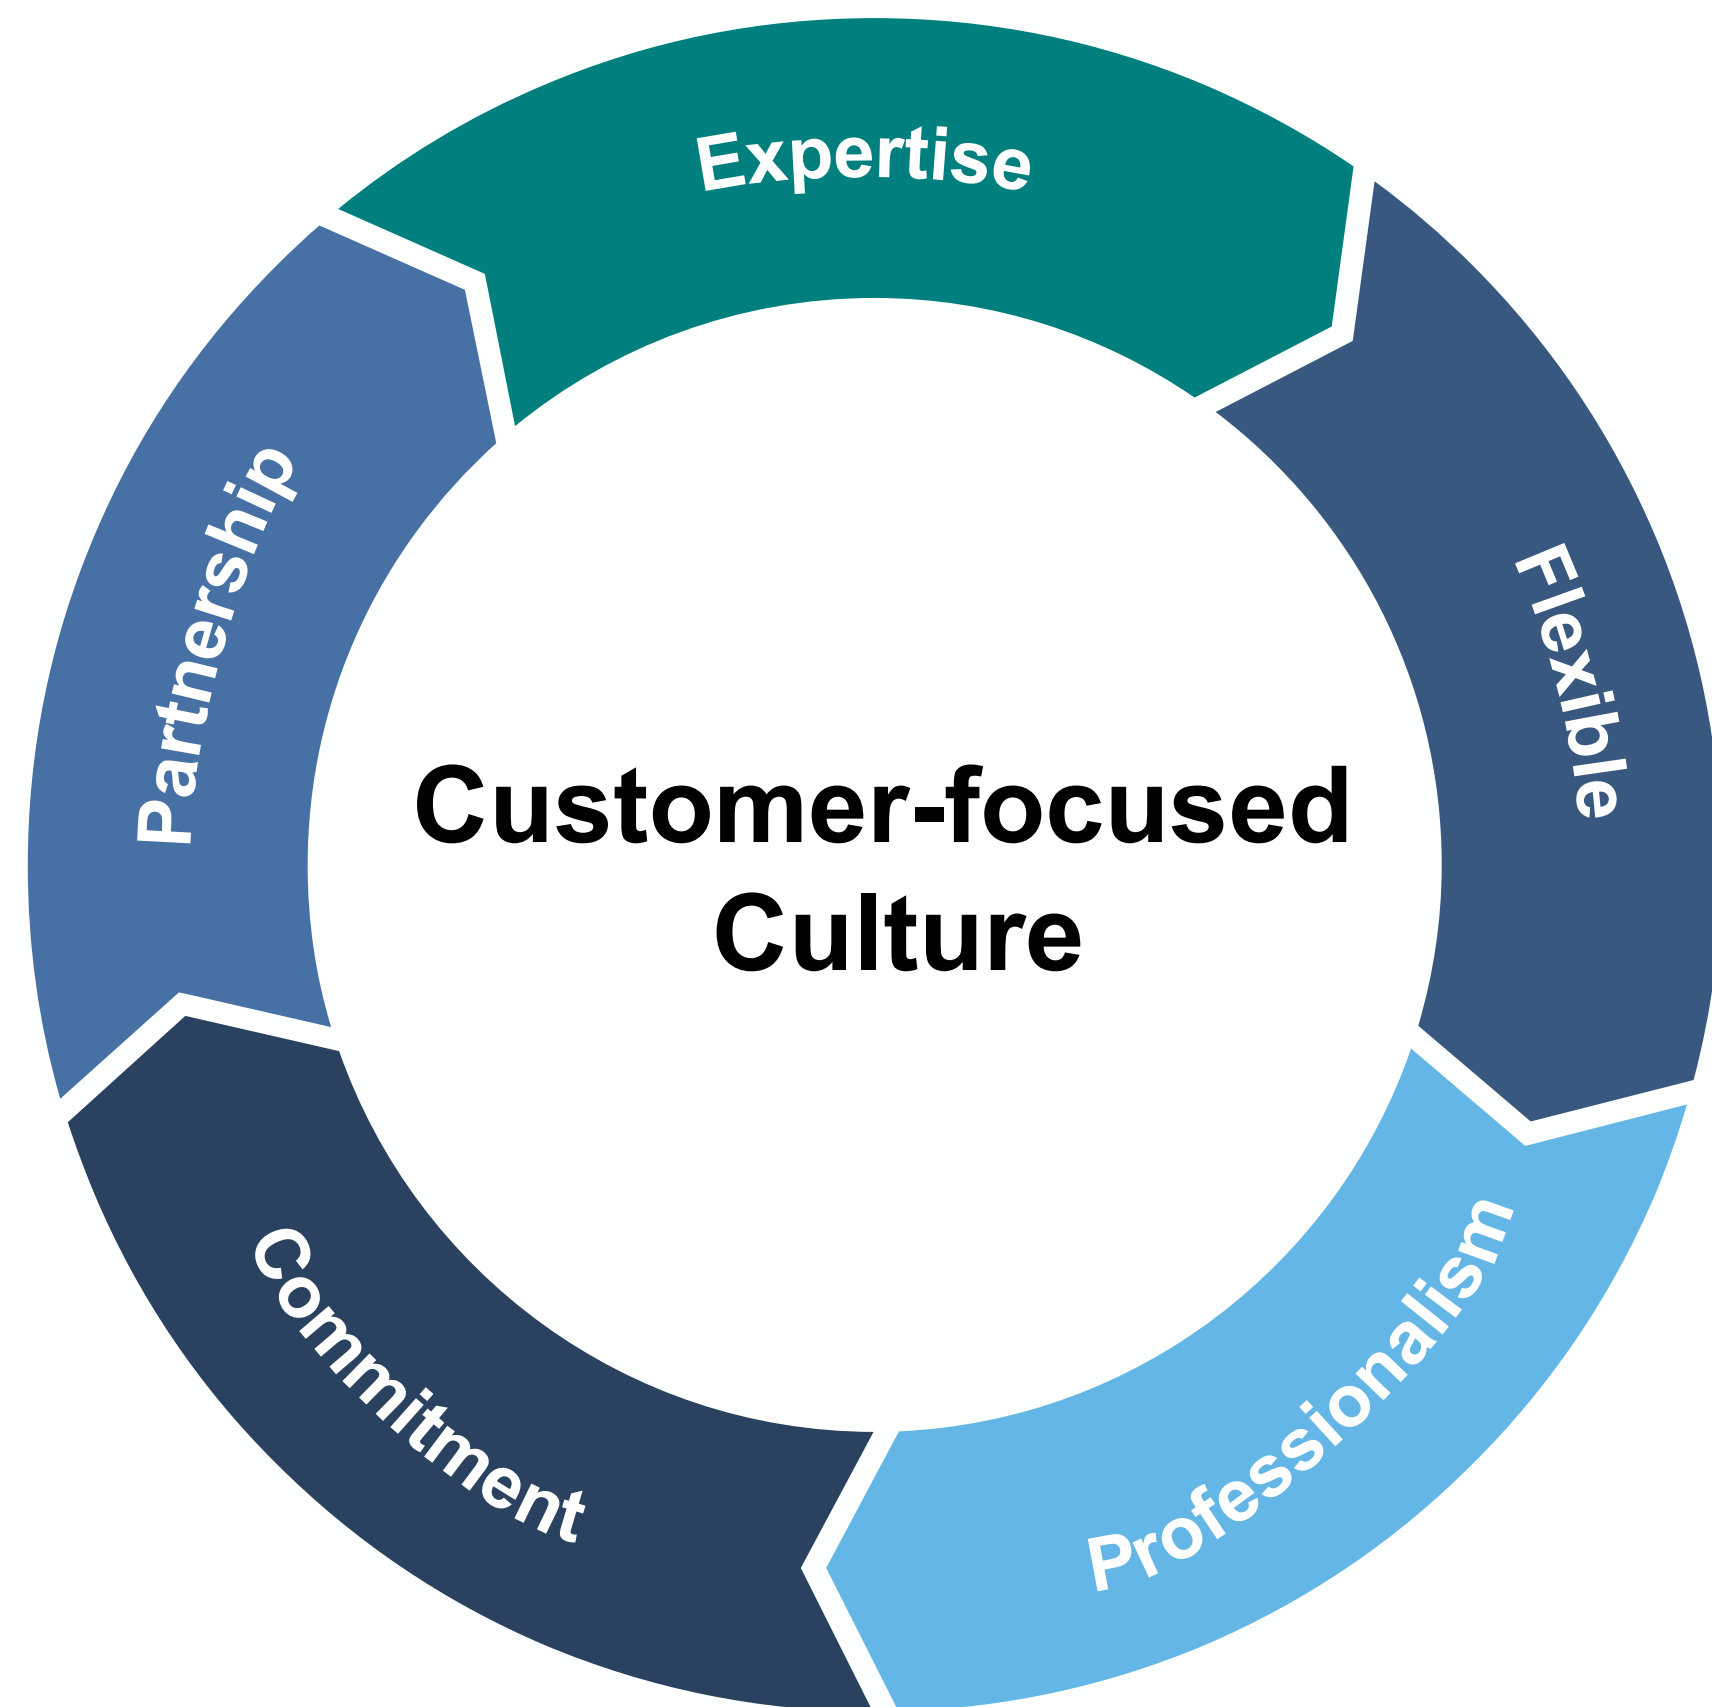 Expertise
Flexible
Professionalism
Commitment
Partnership
Customer-focused
Culture